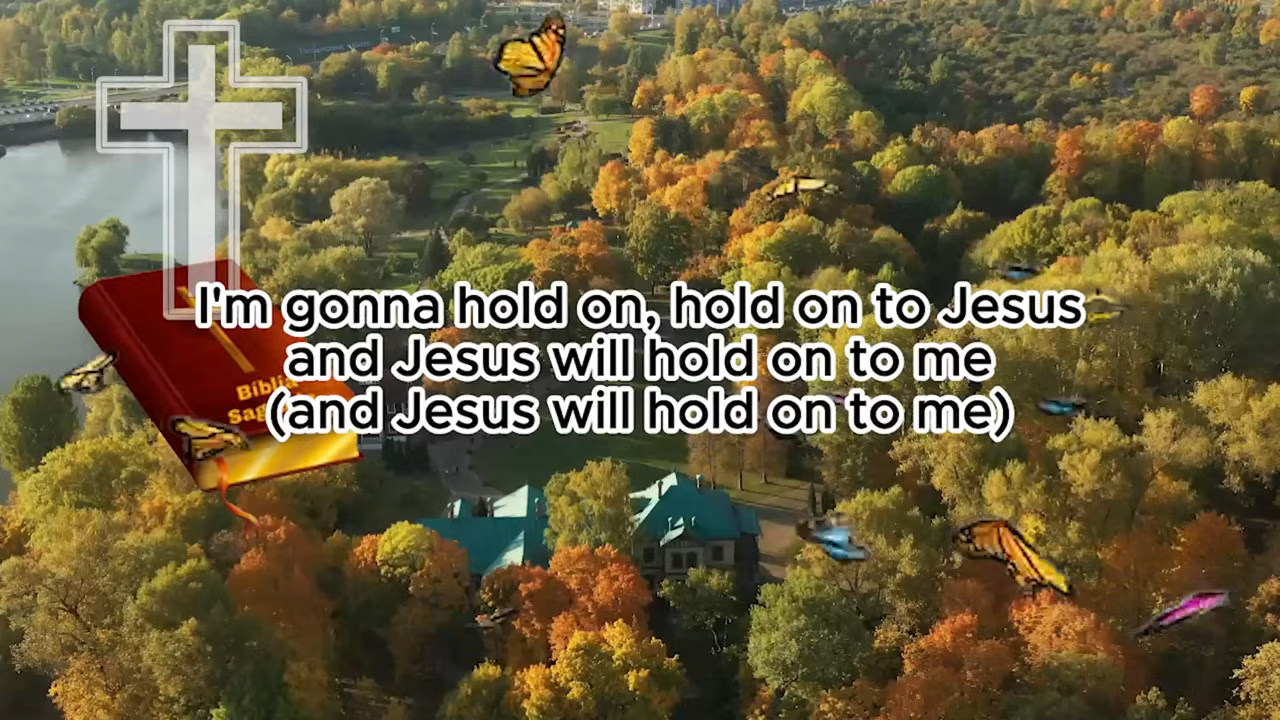 I'm gonna hold on, hold on to Jesus
and Jesus will hold on to me
(and Jesus will hold on to me)
Bíblia